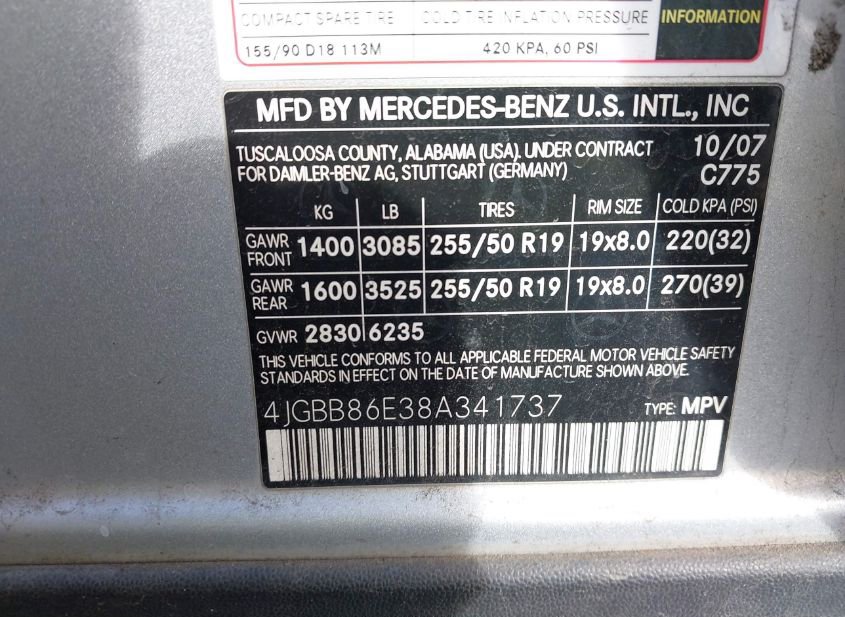 COMPACT SPARE TIRE COLD TIRE INFLATION PRESSURE INFORMATION
155/90 D18 113M 420 KPA, 60 PSI
MFD BY MERCEDES-BENZ U.S. INTL., INC
TUSCALOOSA COUNTY, ALABAMA (USA). UNDER CONTRACT 10/07
FOR DAIMLER-BENZ AG, STUTTGART (GERMANY) C775
KG LB TIRES RIM SIZE COLD KPA (PSI)
GAWR FRONT 1400 3085 255/50 R19 19x8.0 220(32)
GAWR REAR 1600 3525 255/50 R19 19x8.0 270(39)
GVWR 2830 6235
THIS VEHICLE CONFORMS TO ALL APPLICABLE FEDERAL MOTOR VEHICLE SAFETY
STANDARDS IN EFFECT ON THE DATE OF MANUFACTURE SHOWN ABOVE.
4JGBB86E38A341737 TYPE: MPV